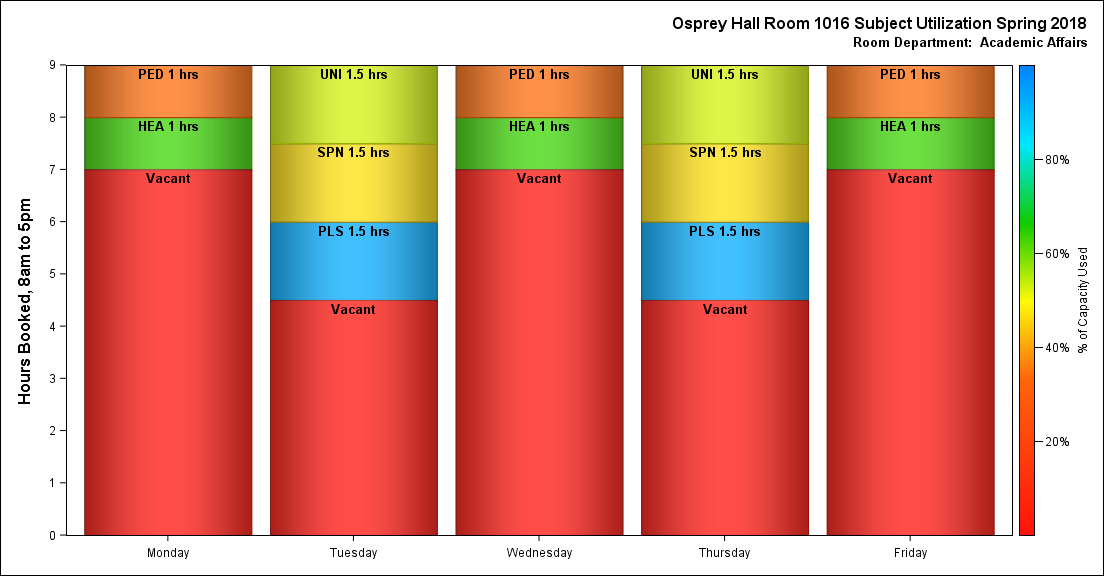 Osprey Hall Room 1016 Subject Utilization Spring 2018
Room Department:  Academic Affairs
Hours Booked, 8am to 5pm
9
8
7
6
5
4
3
2
1
0
PED 1 hrs
HEA 1 hrs
Vacant
UNI 1.5 hrs
SPN 1.5 hrs
PLS 1.5 hrs
Vacant
PED 1 hrs
HEA 1 hrs
Vacant
UNI 1.5 hrs
SPN 1.5 hrs
PLS 1.5 hrs
Vacant
PED 1 hrs
HEA 1 hrs
Vacant
Monday
Tuesday
Wednesday
Thursday
Friday
80%
60%
40%
20%
% of Capacity Used